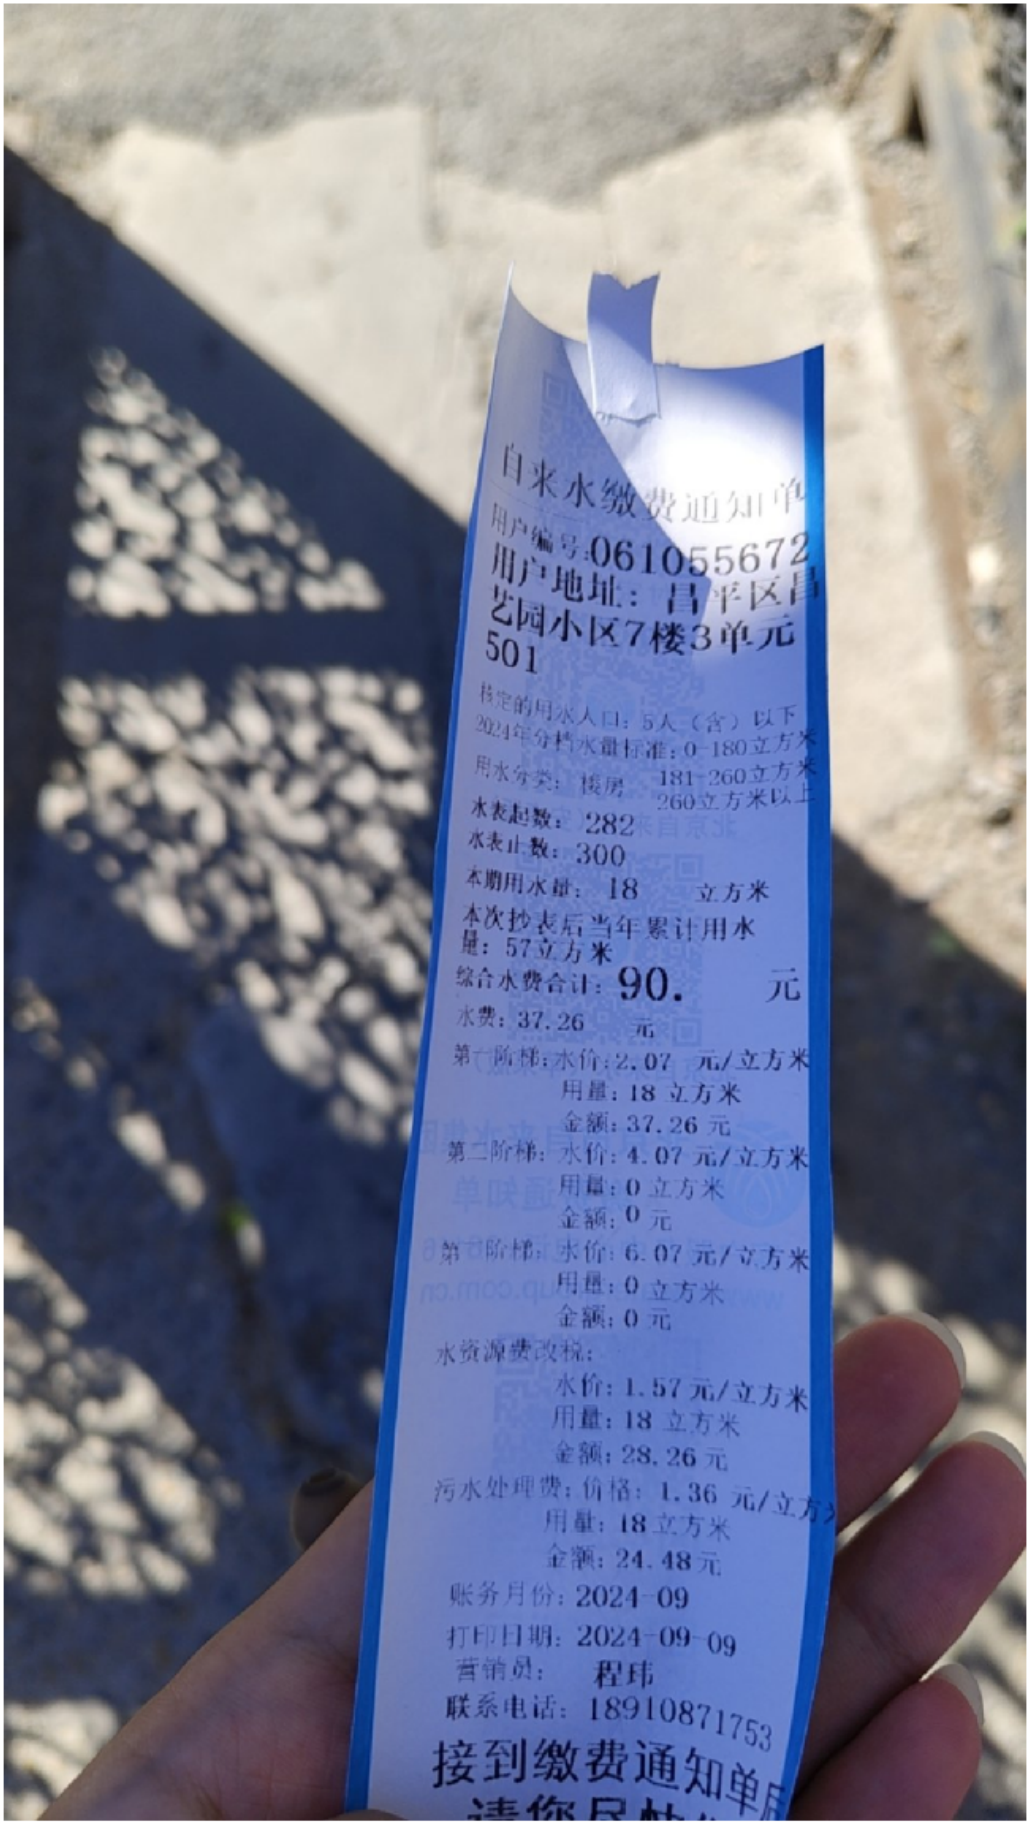 自来水缴费通知单
用户编号:061055672
用户地址：昌平区昌
艺园小区7楼3单元
501
核定的用水人口：5人（含）以下
2024年分档水量标准：0-180立方米
用水分类：楼房 181-260立方米
260立方米以上
水表起数：282
水表止数：300
本期用水量：18 立方米
本次抄表后当年累计用水
量：57立方米
综合水费合计：90. 元
水费：37.26 元
第一阶梯：水价：2.07 元/立方米
用量：18 立方米
金额：37.26 元
第二阶梯：水价：4.07 元/立方米
用量：0 立方米
金额：0 元
第 阶梯：水价：6.07 元/立方米
用量：0 立方米
金额：0 元
水资源费改税：
水价：1.57 元/立方米
用量：18 立方米
金额：28.26 元
污水处理费：价格：1.36 元/立方
用量：18 立方米
金额：24.48 元
账务月份：2024-09
打印日期：2024-09-09
营销员： 程玮
联系电话：18910871753
接到缴费通知单后
请您尽快